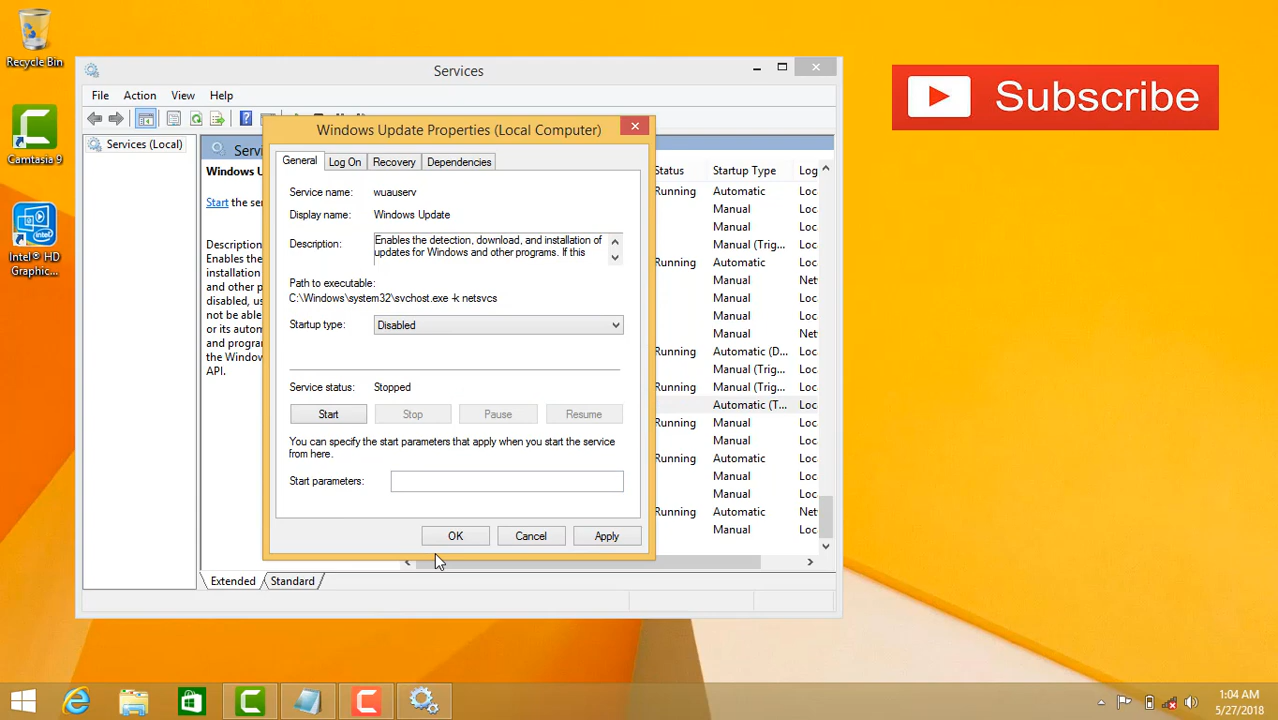 Recycle Bin
Camtasia 9
Intel® HD
Graphic...
Services
File Action View Help
Services (Local)
Servi
Windows U
Start the ser
Description
Enables the
installation
and other p
disabled, us
not be able
or its autom
and program
the Window
API.
Status Startup Type Log
Running Automatic Loc
Manual Loc
Manual Loc
Manual (Trig... Loc
Running Automatic Loc
Manual Net
Manual Loc
Manual Loc
Manual Net
Running Automatic (D... Loc
Running Manual (Trig... Loc
Running Automatic Loc
Automatic (T... Loc
Running Manual Loc
Manual Loc
Running Automatic Loc
Manual Loc
Manual Loc
Running Automatic Net
Manual Loc
Extended Standard
Windows Update Properties (Local Computer)
General Log On Recovery Dependencies
Service name: wuauserv
Display name: Windows Update
Description: Enables the detection, download, and installation of
updates for Windows and other programs. If this
Path to executable:
C:\Windows\system32\svchost.exe -k netsvcs
Startup type: Disabled
Service status: Stopped
Start Stop Pause Resume
You can specify the start parameters that apply when you start the service
from here.
Start parameters:
OK Cancel Apply
Subscribe
1:04 AM
5/27/2018